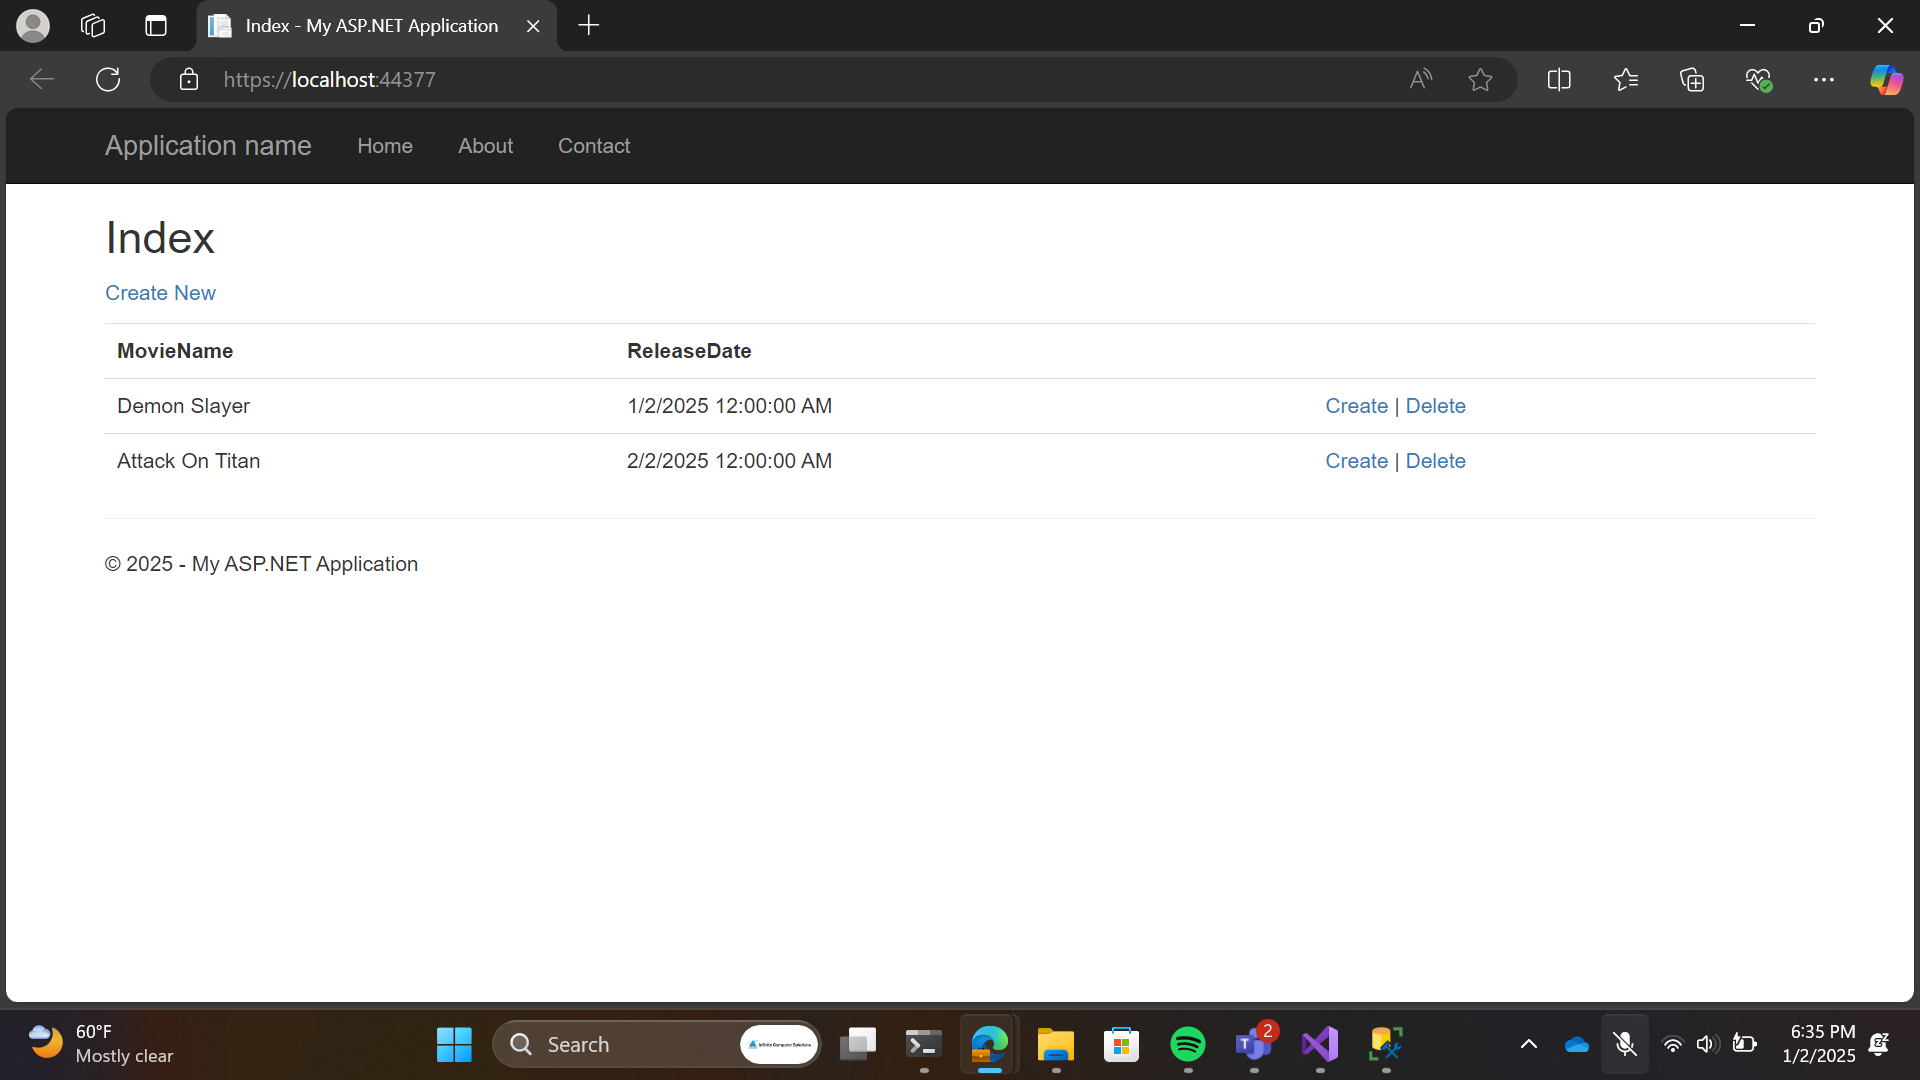 Index - My ASP.NET Application
https://localhost:44377
Application name Home About Contact
Index
Create New
MovieName ReleaseDate
Demon Slayer 1/2/2025 12:00:00 AM Create | Delete
Attack On Titan 2/2/2025 12:00:00 AM Create | Delete
© 2025 - My ASP.NET Application
60°F
Mostly clear
Search
Infinite Computer Solutions
2
6:35 PM
1/2/2025